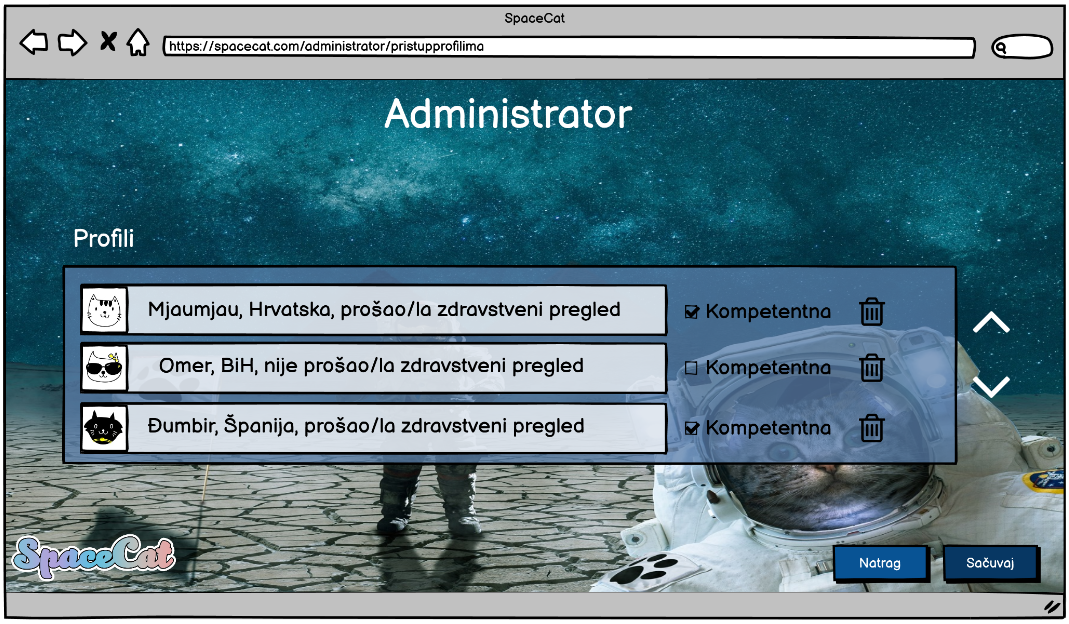 SpaceCat
https://spacecat.com/administrator/pristupprofilima
Administrator
Profili
Mjaumjau, Hrvatska, prošao/la zdravstveni pregled
Kompetentna
Omer, BiH, nije prošao/la zdravstveni pregled
Kompetentna
Đumbir, Španija, prošao/la zdravstveni pregled
Kompetentna
SpaceCat
Natrag
Sačuvaj